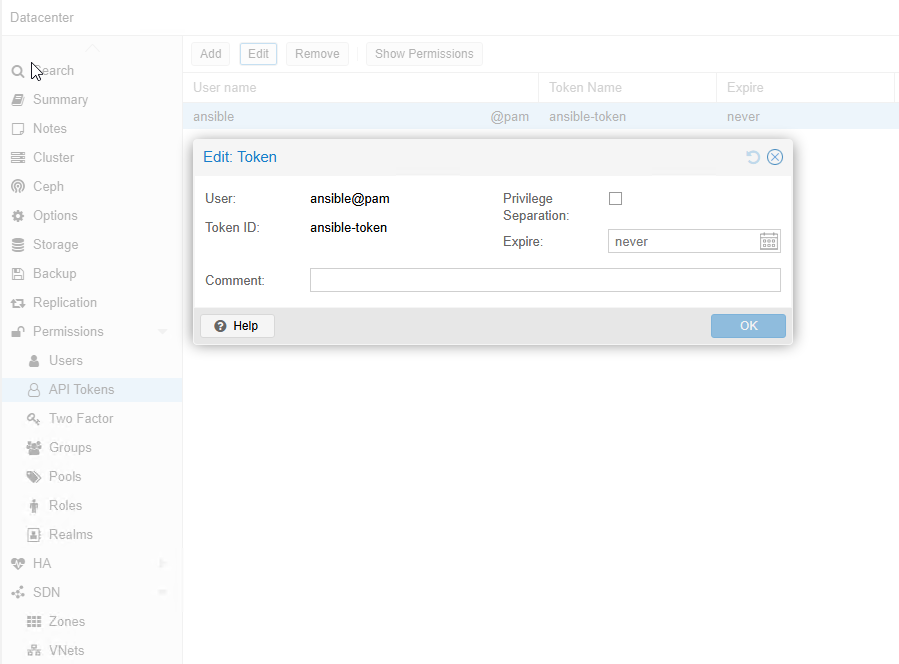 Datacenter
Search
Summary
Notes
Cluster
Ceph
Options
Storage
Backup
Replication
Permissions
Users
API Tokens
Two Factor
Groups
Pools
Roles
Realms
HA
SDN
Zones
VNets
Add Edit Remove Show Permissions
User name Token Name Expire
ansible @pam ansible-token never
Edit: Token
User: ansible@pam
Token ID: ansible-token
Privilege
Separation:
Expire: never
Comment:
Help OK